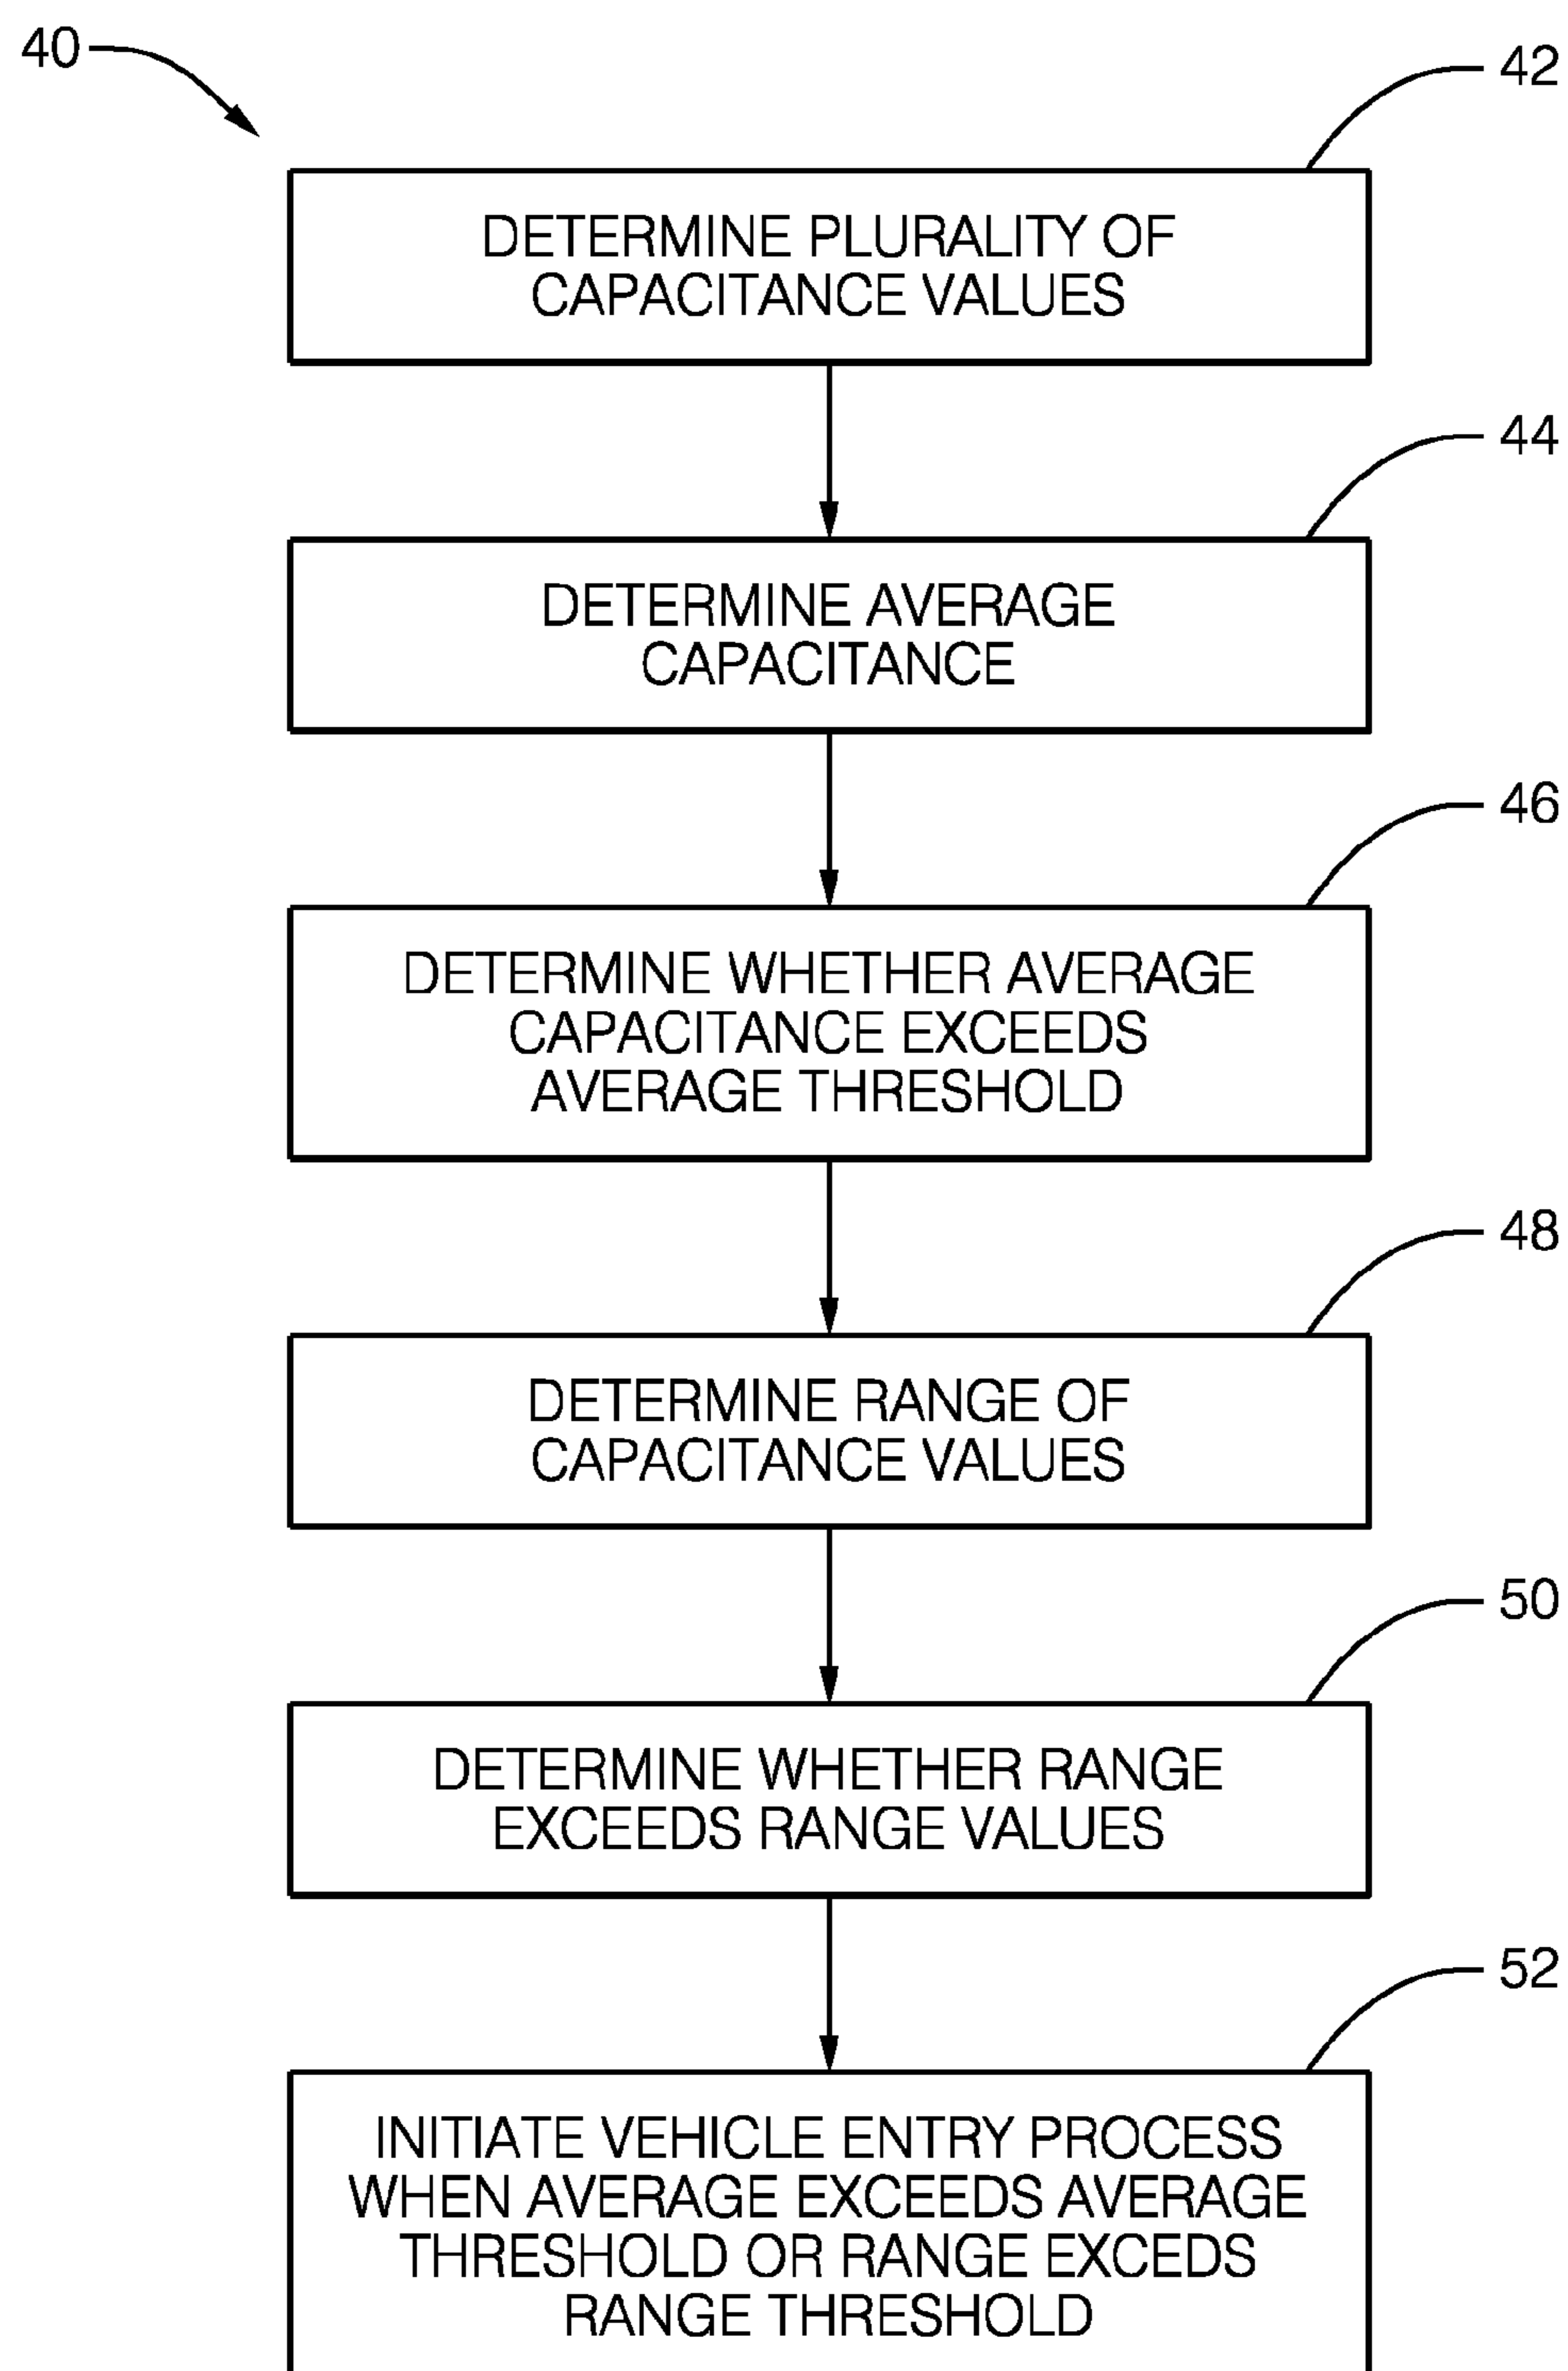 40
42
DETERMINE PLURALITY OF
CAPACITANCE VALUES
44
DETERMINE AVERAGE
CAPACITANCE
46
DETERMINE WHETHER AVERAGE
CAPACITANCE EXCEEDS
AVERAGE THRESHOLD
48
DETERMINE RANGE OF
CAPACITANCE VALUES
50
DETERMINE WHETHER RANGE
EXCEEDS RANGE VALUES
52
INITIATE VEHICLE ENTRY PROCESS
WHEN AVERAGE EXCEEDS AVERAGE
THRESHOLD OR RANGE EXCEDS
RANGE THRESHOLD